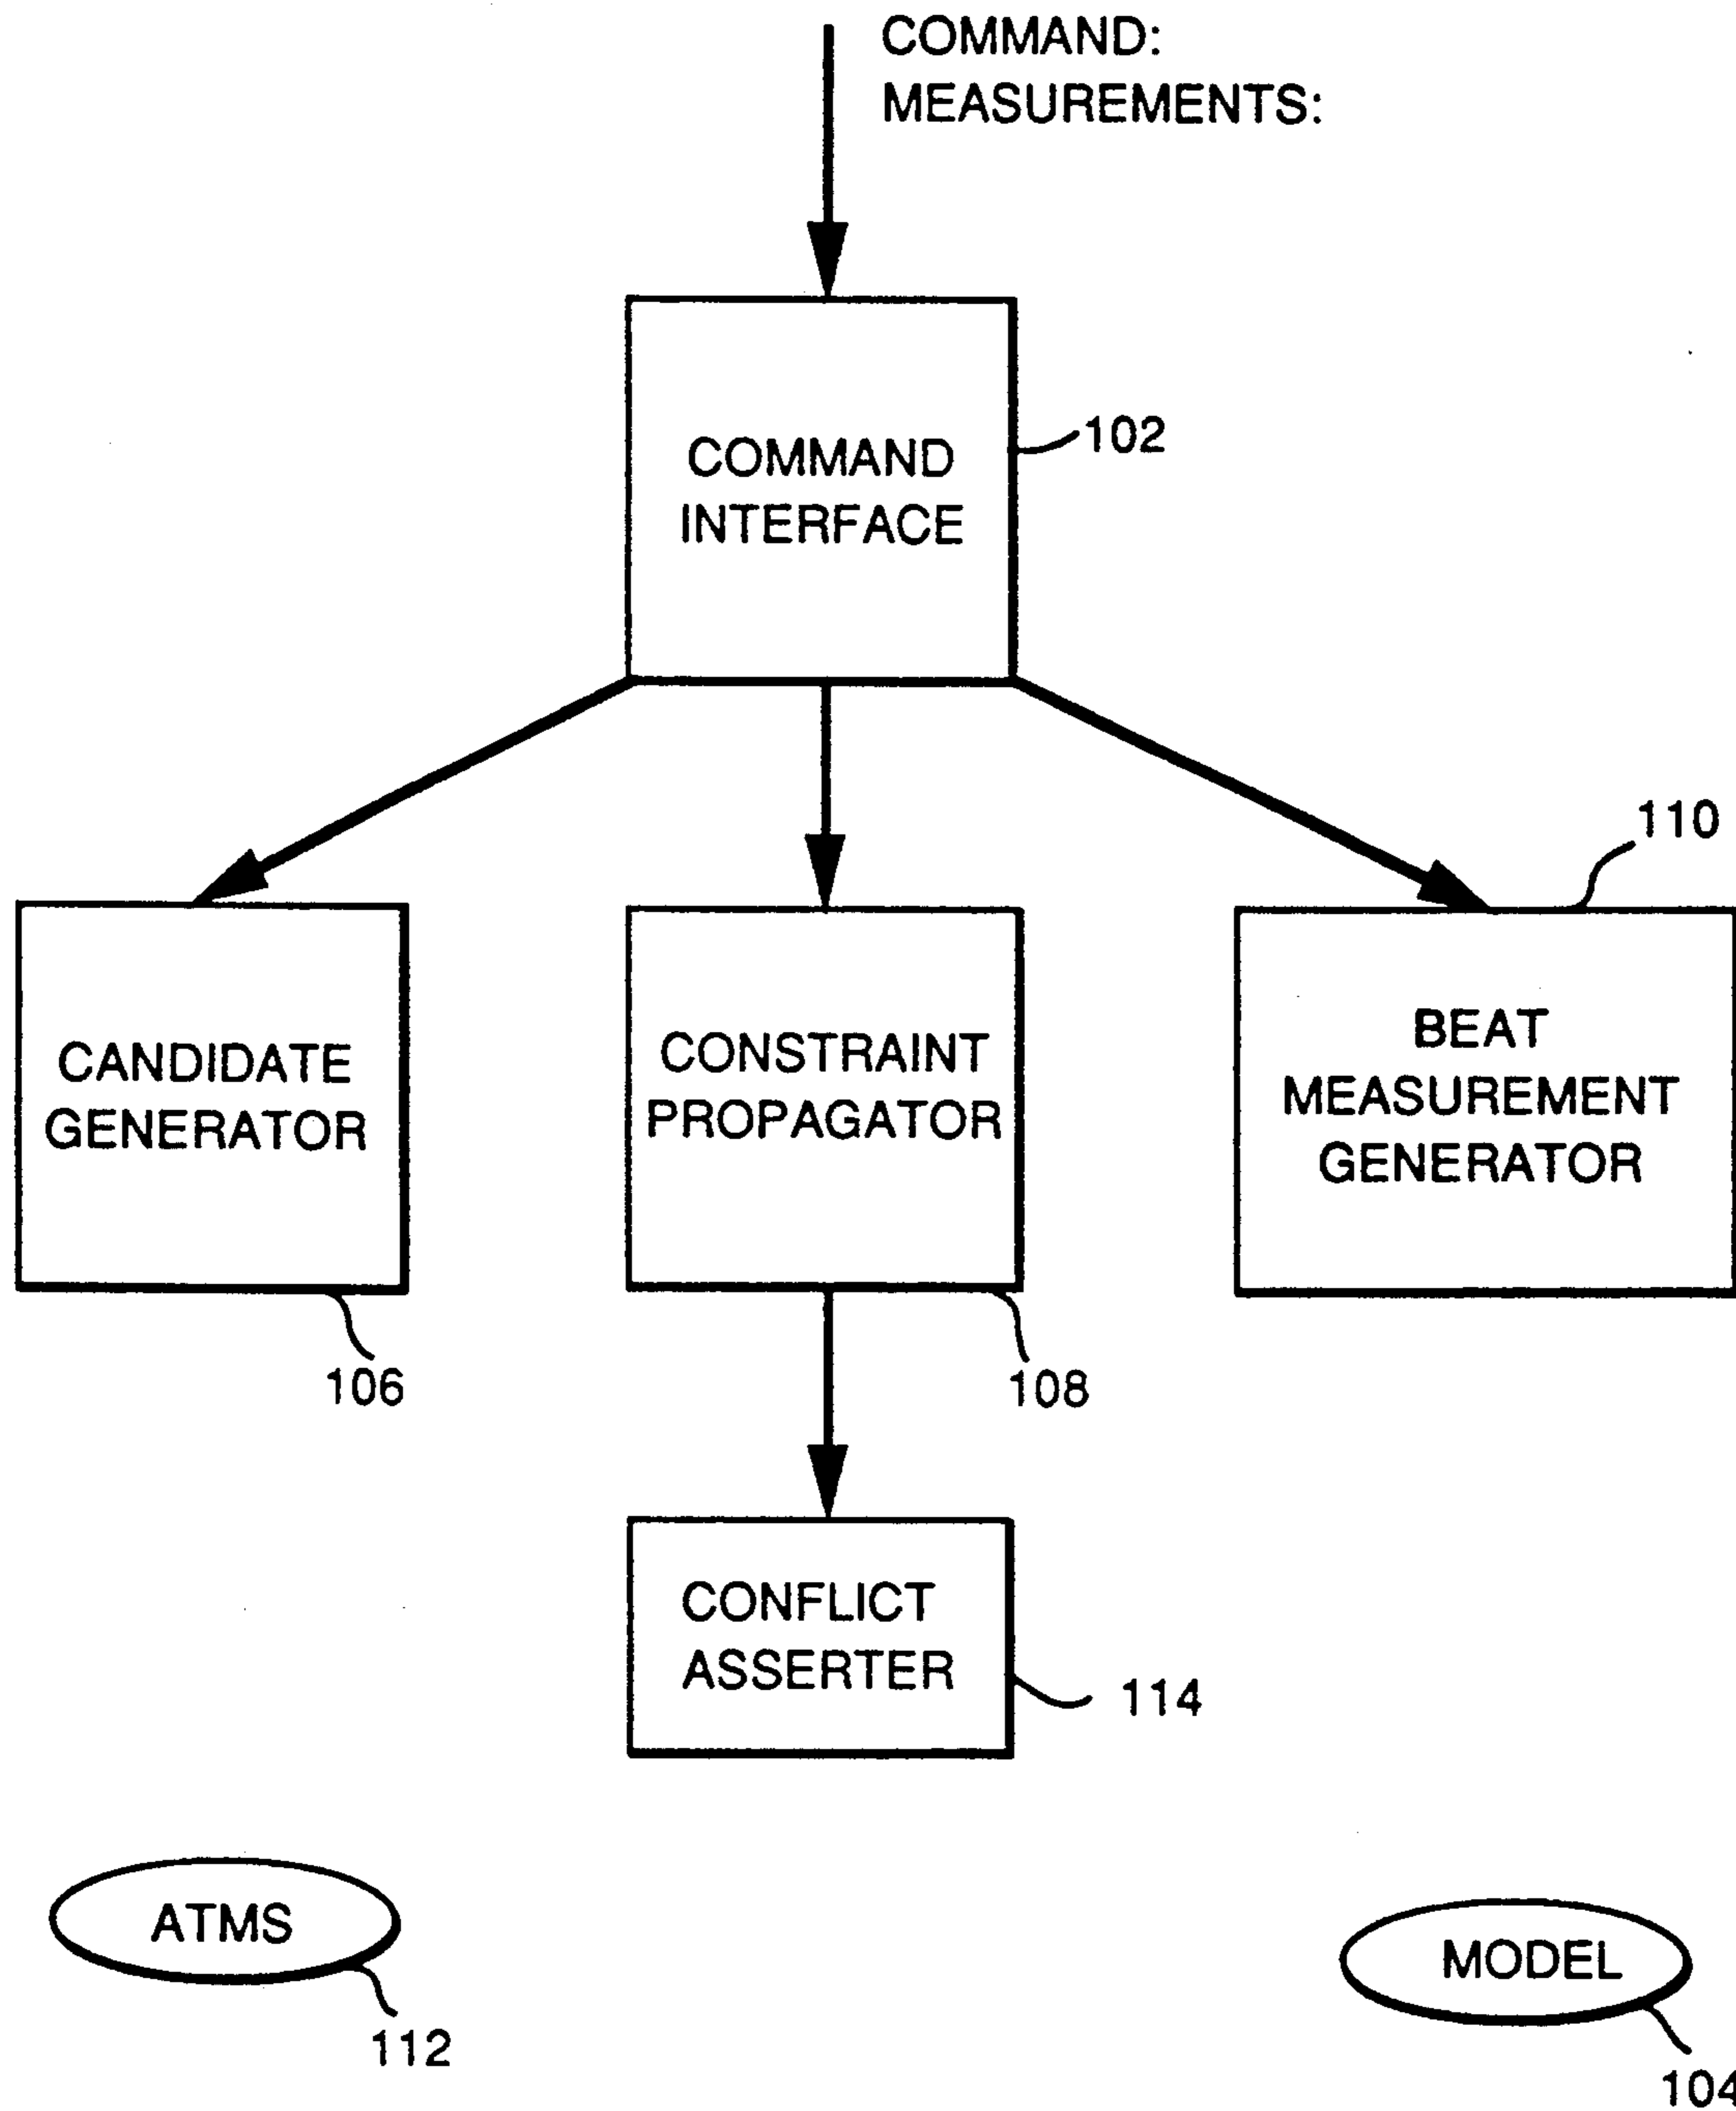 COMMAND:
MEASUREMENTS:
COMMAND
INTERFACE
102
110
CANDIDATE
GENERATOR
CONSTRAINT
PROPAGATOR
BEAT
MEASUREMENT
GENERATOR
106
108
CONFLICT
ASSERTER
114
ATMS
MODEL
112
104